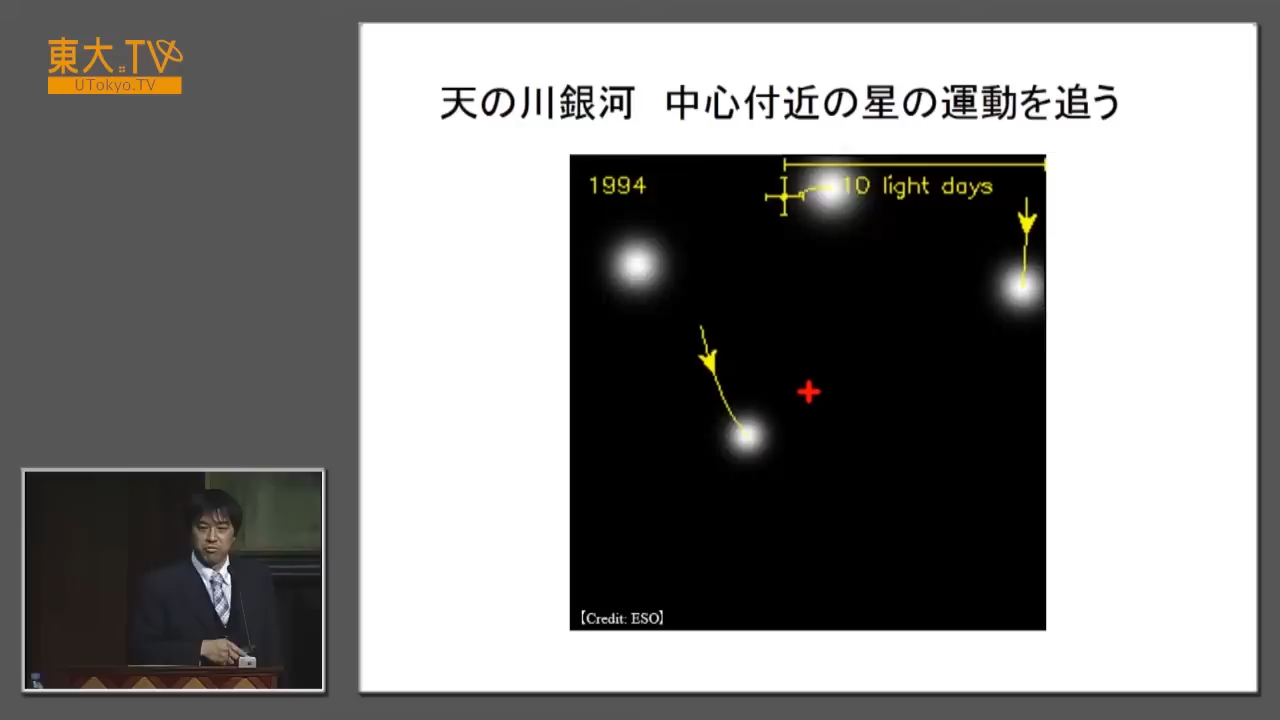 東大.TV
UTokyo.TV
天の川銀河 中心付近の星の運動を追う
1994
10 light days
【Credit: ESO】